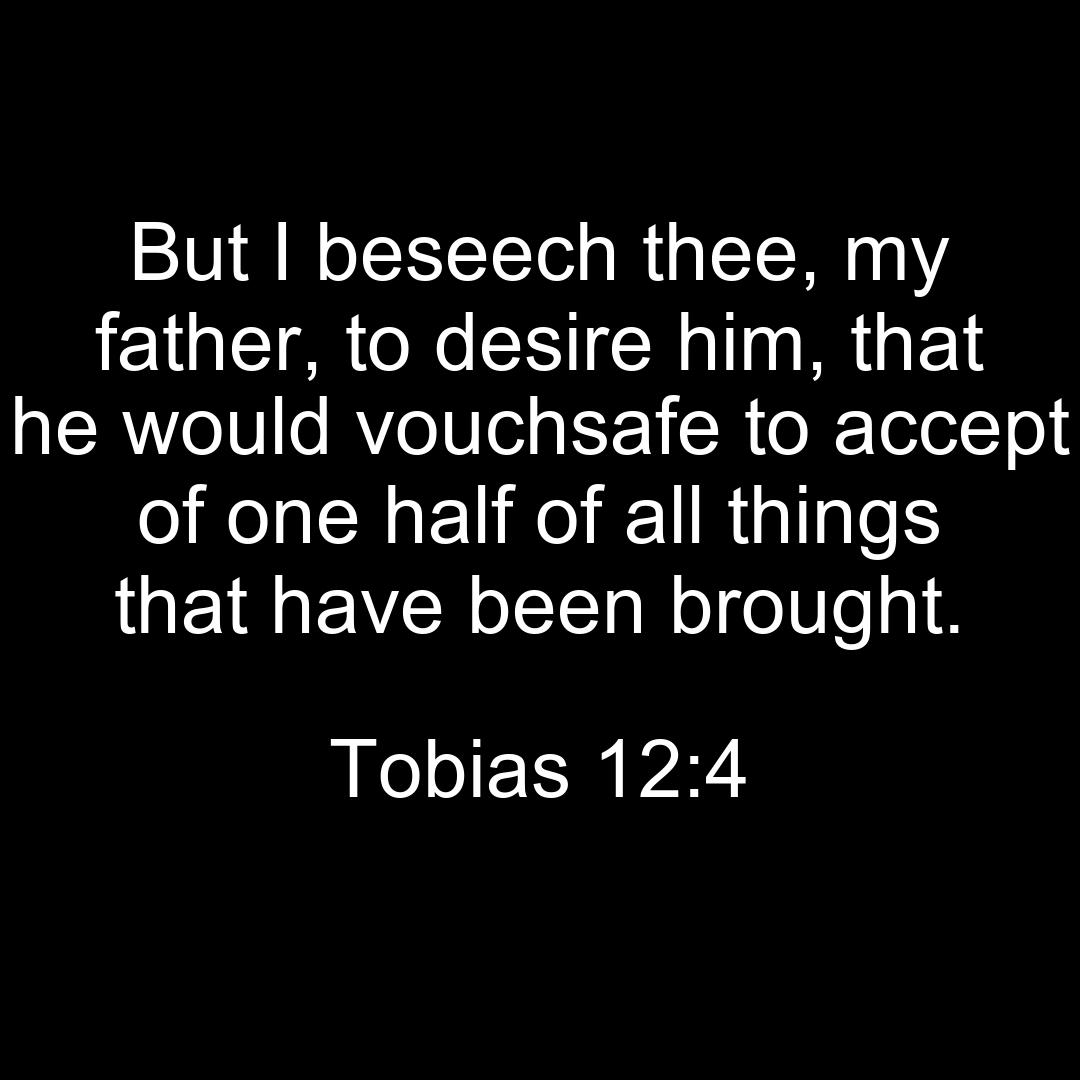 But I beseech thee, my
father, to desire him, that
he would vouchsafe to accept
of one half of all things
that have been brought.
Tobias 12:4